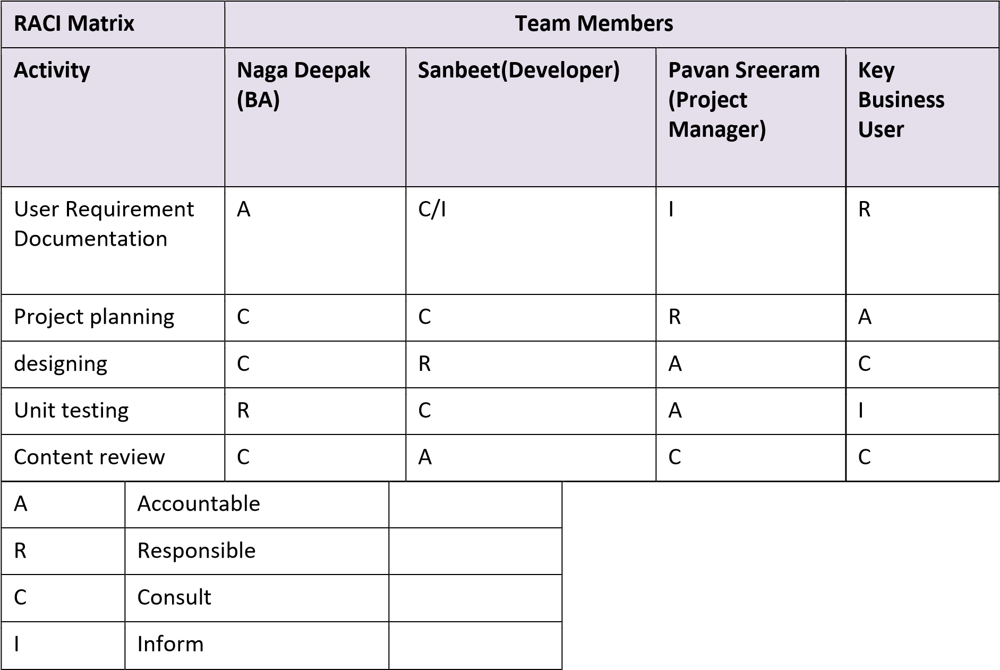 RACI Matrix Team Members
Activity Naga Deepak Sanbeet(Developer) Pavan Sreeram Key
(BA) (Project Business
Manager) User
User Requirement A C/I I R
Documentation
Project planning C C R A
designing C R A C
Unit testing R C A I
Content review C A C C
A Accountable
R Responsible
C Consult
I Inform